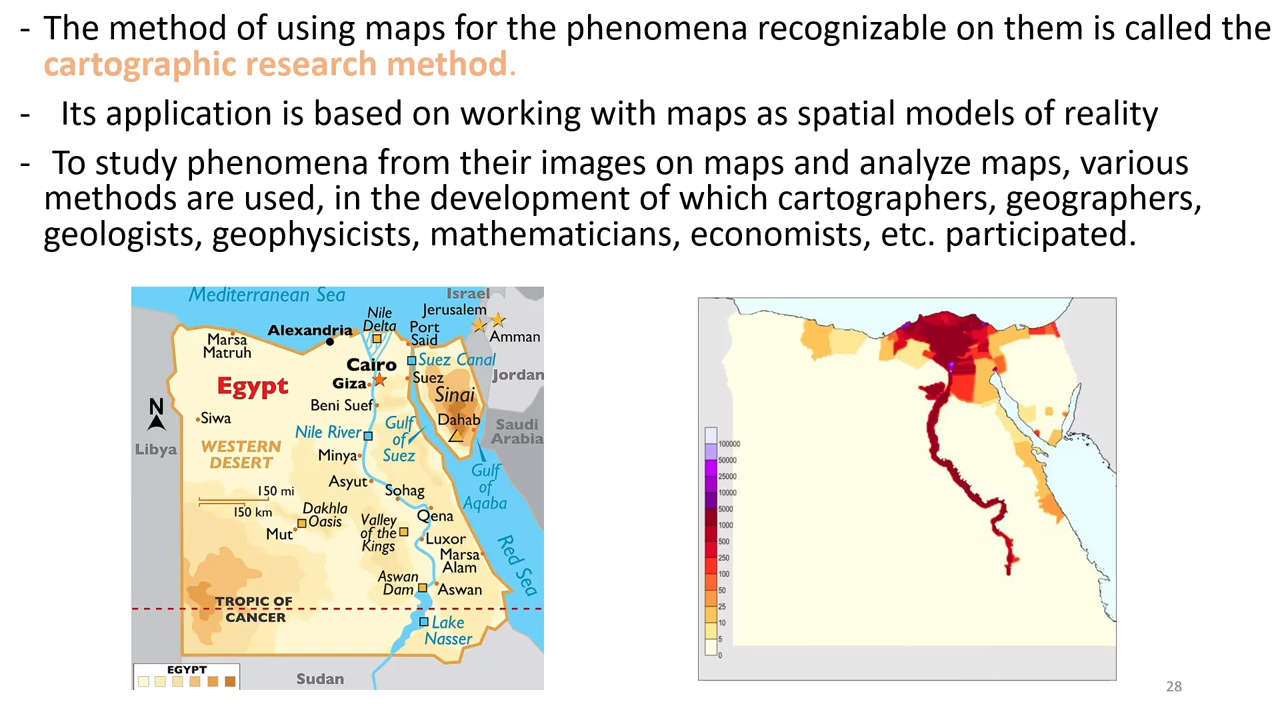 - The method of using maps for the phenomena recognizable on them is called the
cartographic research method.
- Its application is based on working with maps as spatial models of reality
- To study phenomena from their images on maps and analyze maps, various
methods are used, in the development of which cartographers, geographers,
geologists, geophysicists, mathematicians, economists, etc. participated.
Mediterranean Sea
Israel
Jerusalem
Amman
Nile
Delta
Port
Said
Alexandria
Marsa
Matruh
Suez Canal
Cairo
Jordan
Egypt
Giza
Suez
Sinai
Beni Suef
N
Siwa
Dahab
Saudi
Arabia
Gulf
of
Suez
Nile River
Libya
WESTERN
DESERT
Minya
Gulf
of
Aqaba
Asyut
Sohag
150 mi
150 km
Dakhla
Oasis
Mut
Valley
of the
Kings
Qena
Luxor
Red Sea
Marsa
Alam
Aswan
Dam
Aswan
TROPIC OF
CANCER
Lake
Nasser
EGYPT
Sudan
100000
50000
25000
10000
5000
1000
500
250
100
50
25
10
5
0
28